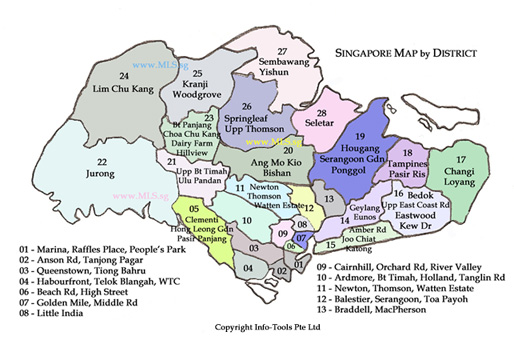 SINGAPORE MAP BY DISTRICT
27
Sembawang
Yishun
www.MLS.sg
24
Lim Chu Kang
25
Kranji
Woodgrove
26
Springleaf
Upp Thomson
28
Seletar
23
Bt Panjang
Choa Chu Kang
Dairy Farm
Hillview
19
Hougang
Serangoon Gdn
Ponggol
www.MLS.sg
20
Ang Mo Kio
Bishan
18
Tampines
Pasir Ris
17
Changi
Loyang
22
Jurong
21
Upp Bt Timah
Ulu Pandan
www.MLS.sg
11
Newton
Thomson
Watten Estate
12
13
16
Bedok
Upp East Coast Rd
Eastwood
Kew Dr
14
Geylang
Eunos
05
Clementi
Hong Leong Gdn
Pasir Panjang
10
09
08
07
06
15
Amber Rd
Joo Chiat
Katong
03
04
02
01
01 - Marina, Raffles Place, People's Park
02 - Anson Rd, Tanjong Pagar
03 - Queenstown, Tiong Bahru
04 - Habourfront, Telok Blangah, WTC
06 - Beach Rd, High Street
07 - Golden Mile, Middle Rd
08 - Little India
09 - Cairnhill, Orchard Rd, River Valley
10 - Ardmore, Bt Timah, Holland, Tanglin Rd
11 - Newton, Thomson, Watten Estate
12 - Balestier, Serangoon, Toa Payoh
13 - Braddell, MacPherson
Copyright Info-Tools Pte Ltd